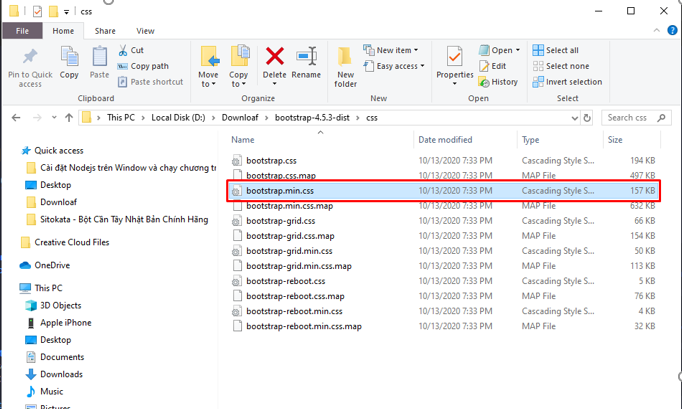 css
File Home Share View
Pin to Quick access
Copy
Paste
Cut
Copy path
Paste shortcut
Clipboard
Move to
Copy to
Delete
Rename
Organize
New folder
New item
Easy access
New
Properties
Open
Edit
History
Open
Select all
Select none
Invert selection
Select
This PC > Local Disk (D:) > Downloaf > bootstrap-4.5.3-dist > css
Search css
Name Date modified Type Size
Quick access
Cài đặt Nodejs trên Window và chạy chương tr
Desktop
Downloaf
Sitokata - Bột Cần Tây Nhật Bản Chính Hãng
Creative Cloud Files
OneDrive
This PC
3D Objects
Apple iPhone
Desktop
Documents
Downloads
Music
Pictures
bootstrap.css 10/13/2020 7:33 PM Cascading Style S... 194 KB
bootstrap.css.map 10/13/2020 7:33 PM MAP File 497 KB
bootstrap.min.css 10/13/2020 7:33 PM Cascading Style S... 157 KB
bootstrap.min.css.map 10/13/2020 7:33 PM MAP File 632 KB
bootstrap-grid.css 10/13/2020 7:33 PM Cascading Style S... 66 KB
bootstrap-grid.css.map 10/13/2020 7:33 PM MAP File 154 KB
bootstrap-grid.min.css 10/13/2020 7:33 PM Cascading Style S... 50 KB
bootstrap-grid.min.css.map 10/13/2020 7:33 PM MAP File 113 KB
bootstrap-reboot.css 10/13/2020 7:33 PM Cascading Style S... 5 KB
bootstrap-reboot.css.map 10/13/2020 7:33 PM MAP File 76 KB
bootstrap-reboot.min.css 10/13/2020 7:33 PM Cascading Style S... 4 KB
bootstrap-reboot.min.css.map 10/13/2020 7:33 PM MAP File 32 KB